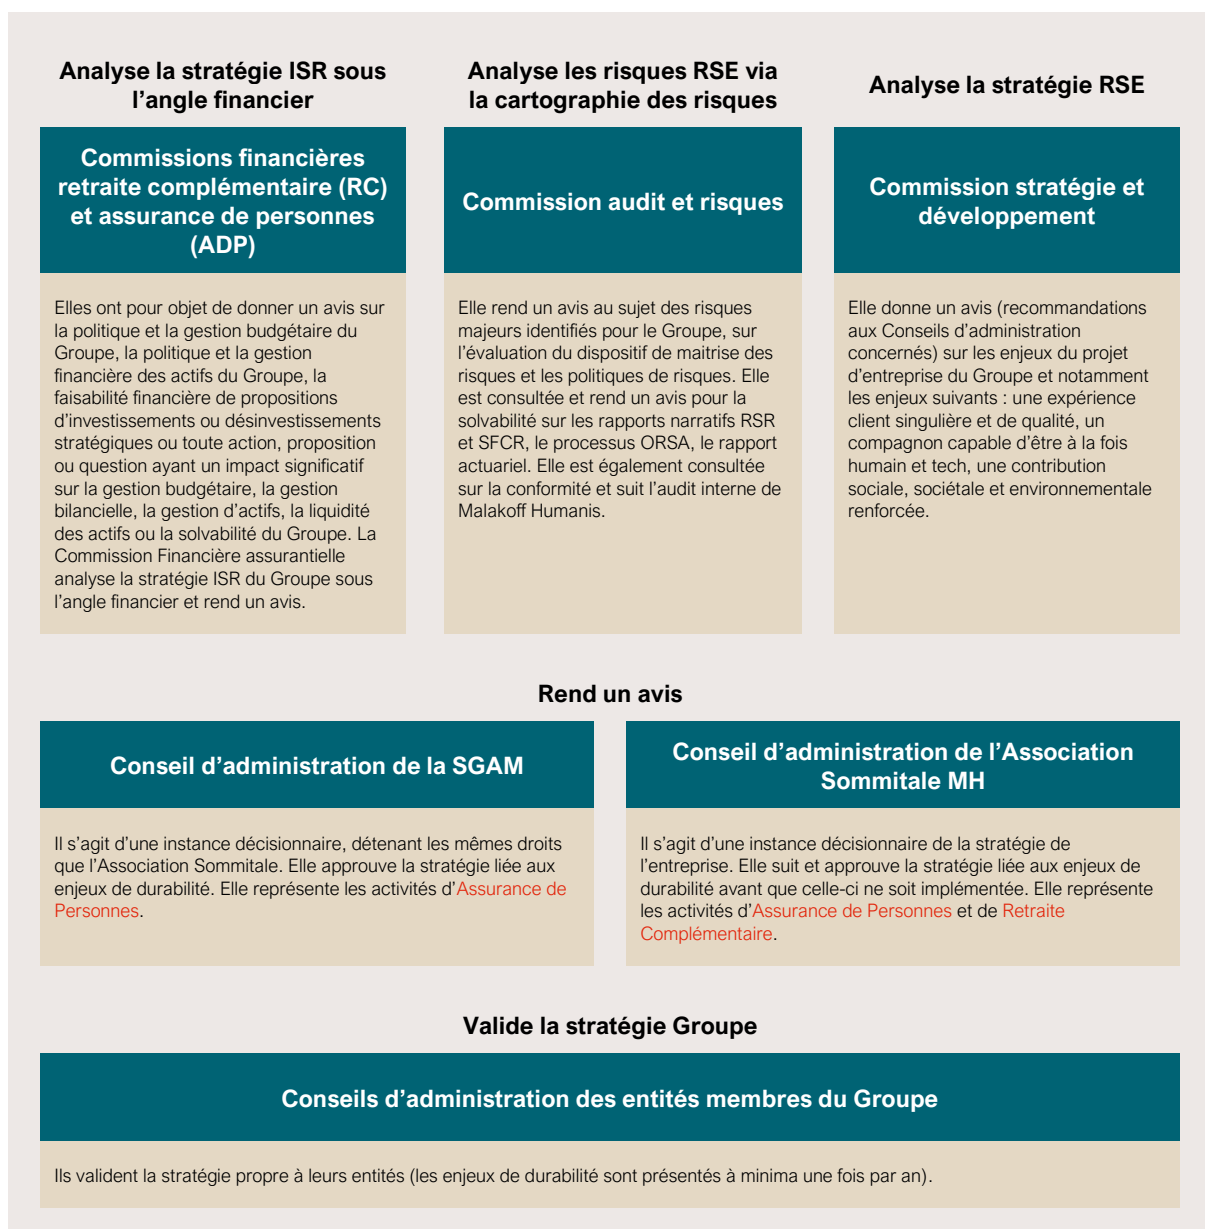 Analyse la stratégie ISR sous
l’angle financier
Commissions financières
retraite complémentaire (RC)
et assurance de personnes
(ADP)
Elles ont pour objet de donner un avis sur
la politique et la gestion budgétaire du
Groupe, la politique et la gestion
financière des actifs du Groupe, la
faisabilité financière de propositions
d’investissements ou désinvestissements
stratégiques ou toute action, proposition
ou question ayant un impact significatif
sur la gestion budgétaire, la gestion
bilancielle, la gestion d’actifs, la liquidité
des actifs ou la solvabilité du Groupe. La
Commission Financière assurantielle
analyse la stratégie ISR du Groupe sous
l’angle financier et rend un avis.
Analyse les risques RSE via
la cartographie des risques
Commission audit et risques
Elle rend un avis au sujet des risques
majeurs identifiés pour le Groupe, sur
l’évaluation du dispositif de maitrise des
risques et les politiques de risques. Elle
est consultée et rend un avis pour la
solvabilité sur les rapports narratifs RSR
et SFCR, le processus ORSA, le rapport
actuariel. Elle est également consultée
sur la conformité et suit l’audit interne de
Malakoff Humanis.
Analyse la stratégie RSE
Commission stratégie et
développement
Elle donne un avis (recommandations
aux Conseils d’administration
concernés) sur les enjeux du projet
d’entreprise du Groupe et notamment
les enjeux suivants : une expérience
client singulière et de qualité, un
compagnon capable d’être à la fois
humain et tech, une contribution
sociale, sociétale et environnementale
renforcée.
Rend un avis
Conseil d’administration de la SGAM
Il s’agit d’une instance décisionnaire, détenant les mêmes droits
que l’Association Sommitale. Elle approuve la stratégie liée aux
enjeux de durabilité. Elle représente les activités d’Assurance de
Personnes.
Conseil d’administration de l’Association
Sommitale MH
Il s’agit d’une instance décisionnaire de la stratégie de
l’entreprise. Elle suit et approuve la stratégie liée aux enjeux de
durabilité avant que celle-ci ne soit implémentée. Elle représente
les activités d’Assurance de Personnes et de Retraite
Complémentaire.
Valide la stratégie Groupe
Conseils d’administration des entités membres du Groupe
Ils valident la stratégie propre à leurs entités (les enjeux de durabilité sont présentés à minima une fois par an).